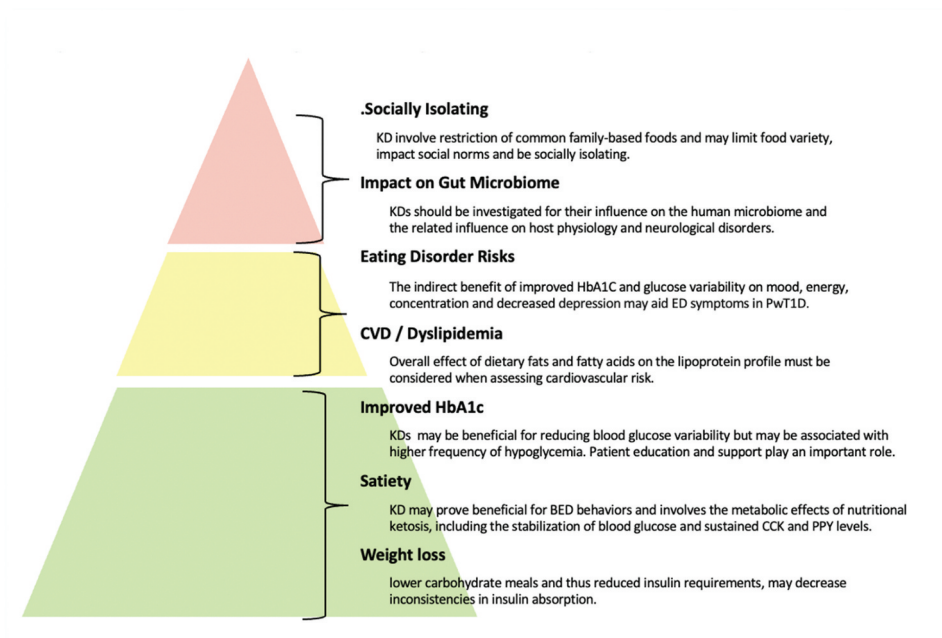 .Socially Isolating
KD involve restriction of common family-based foods and may limit food variety,
impact social norms and be socially isolating.
Impact on Gut Microbiome
KDs should be investigated for their influence on the human microbiome and
the related influence on host physiology and neurological disorders.
Eating Disorder Risks
The indirect benefit of improved HbA1C and glucose variability on mood, energy,
concentration and decreased depression may aid ED symptoms in PwT1D.
CVD / Dyslipidemia
Overall effect of dietary fats and fatty acids on the lipoprotein profile must be
considered when assessing cardiovascular risk.
Improved HbA1c
KDs may be beneficial for reducing blood glucose variability but may be associated with
higher frequency of hypoglycemia. Patient education and support play an important role.
Satiety
KD may prove beneficial for BED behaviors and involves the metabolic effects of nutritional
ketosis, including the stabilization of blood glucose and sustained CCK and PPY levels.
Weight loss
lower carbohydrate meals and thus reduced insulin requirements, may decrease
inconsistencies in insulin absorption.